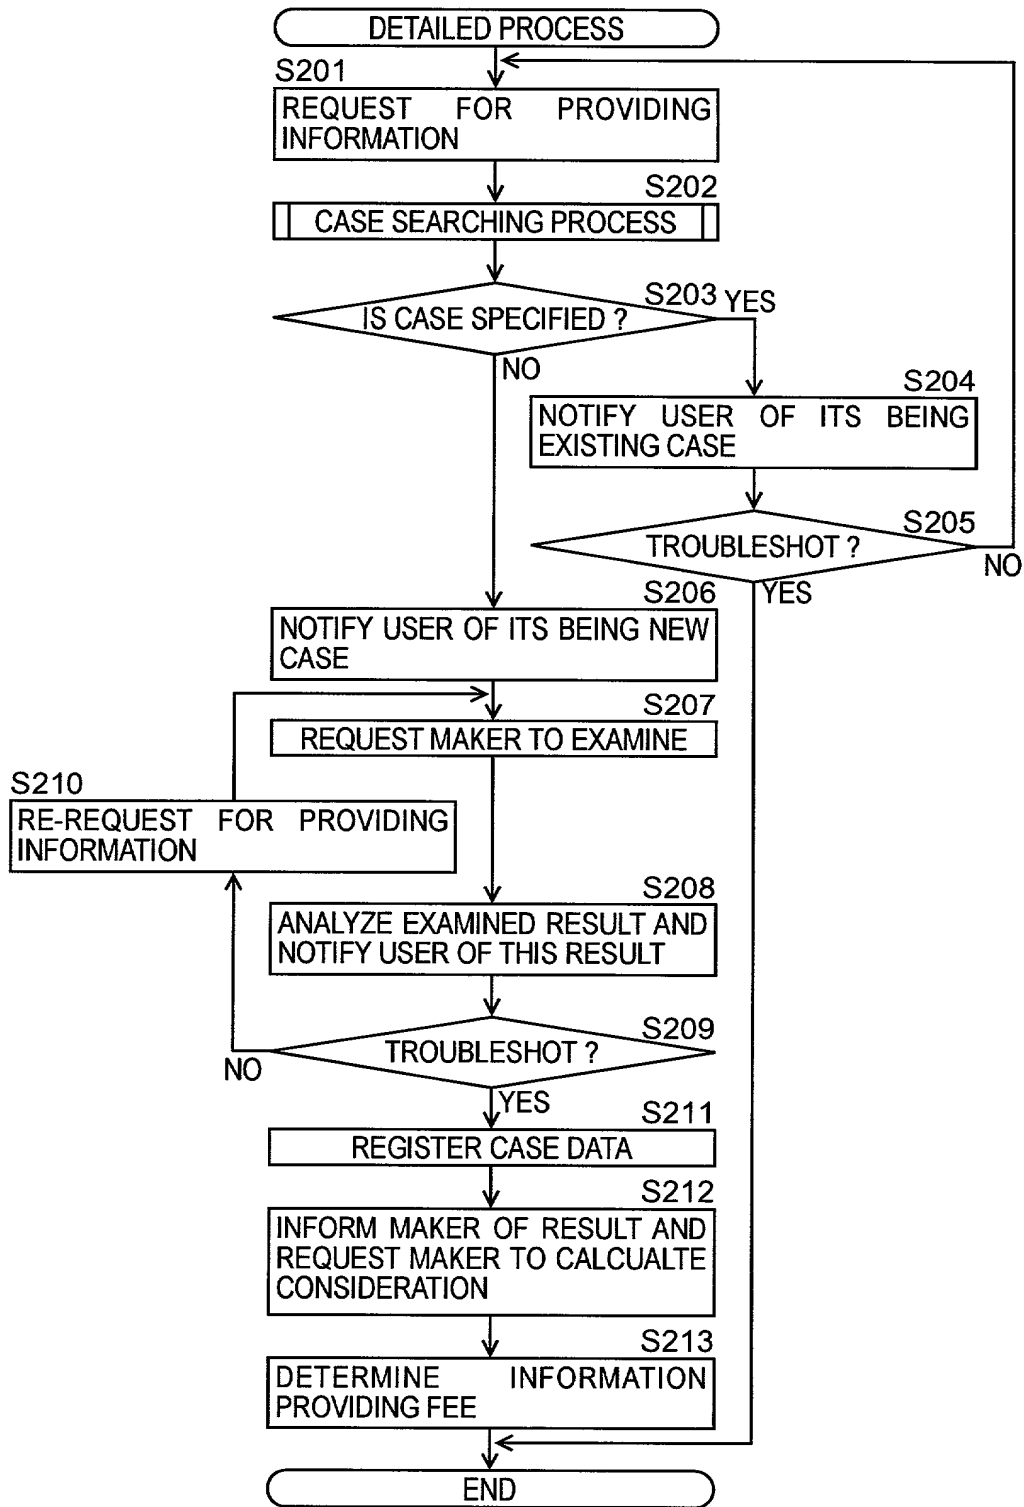 DETAILED PROCESS
S201
REQUEST FOR PROVIDING
INFORMATION
S202
CASE SEARCHING PROCESS
S203
YES
IS CASE SPECIFIED ?
NO
S204
NOTIFY USER OF ITS BEING
EXISTING CASE
S205
TROUBLESHOT ?
NO
YES
S206
NOTIFY USER OF ITS BEING NEW
CASE
S207
REQUEST MAKER TO EXAMINE
S210
RE-REQUEST FOR PROVIDING
INFORMATION
S208
ANALYZE EXAMINED RESULT AND
NOTIFY USER OF THIS RESULT
S209
TROUBLESHOT ?
NO
YES
S211
REGISTER CASE DATA
S212
INFORM MAKER OF RESULT AND
REQUEST MAKER TO CALCUALTE
CONSIDERATION
S213
DETERMINE INFORMATION
PROVIDING FEE
END